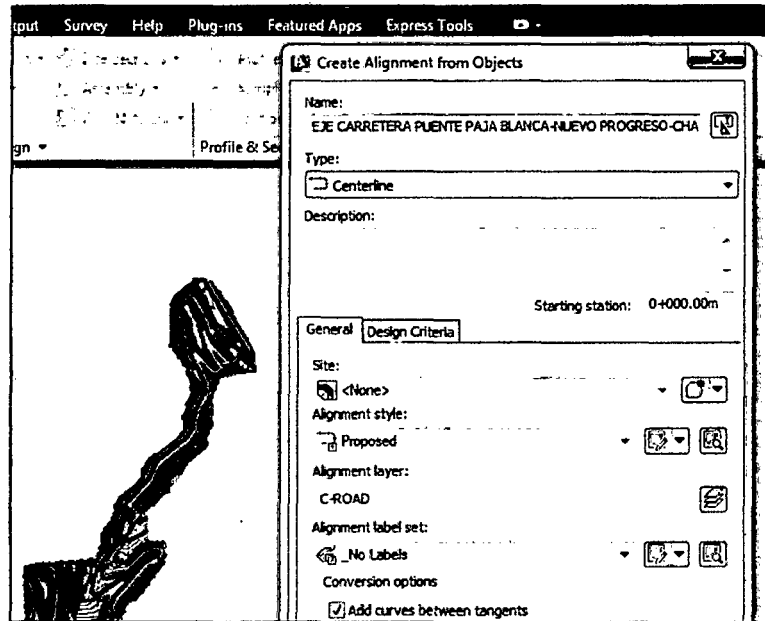 Survey Help Plug-ins Featured Apps Express Tools
Create Alignment from Objects
Name:
EJE CARRETERA PUENTE PAJA BLANCA-NUEVO PROGRESO-CHA
Profile & Se
Type:
Centerline
Description:
Starting station: 0+000.00m
General Design Criteria
Site:
<None>
Alignment style:
Proposed
Alignment layer:
C-ROAD
Alignment label set:
_No Labels
Conversion options
Add curves between tangents